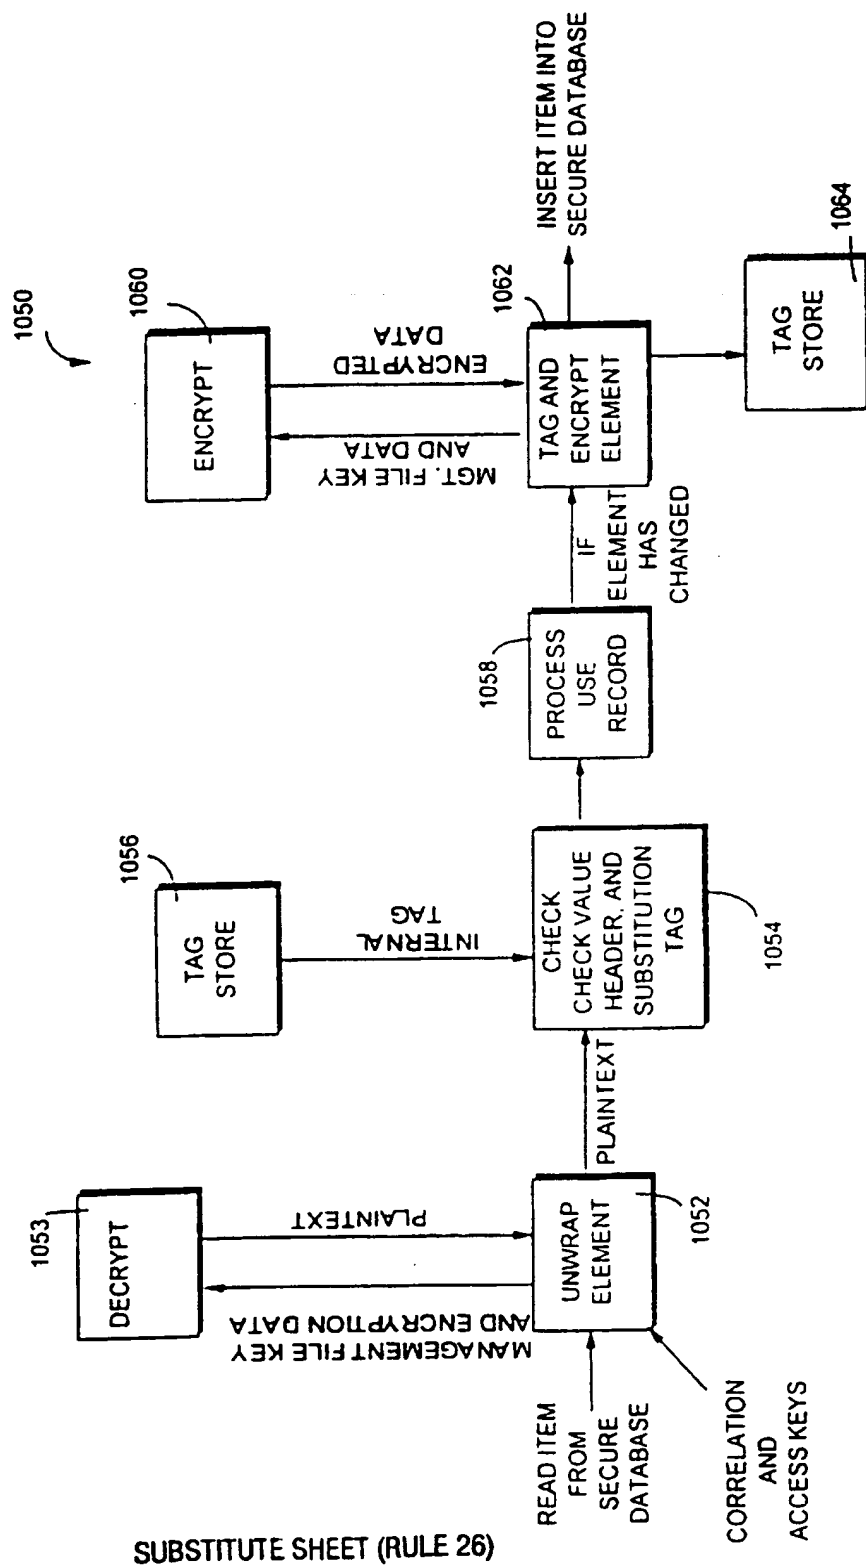 1050
1053
DECRYPT
MANAGEMENT FILE KEY
AND ENCRYPTION DATA
PLAINTEXT
READ ITEM
FROM
SECURE
DATABASE
CORRELATION
AND
ACCESS KEYS
UNWRAP
ELEMENT
1052
PLAINTEXT
1056
TAG
STORE
INTERNAL
TAG
CHECK
CHECK VALUE
HEADER, AND
SUBSTITUTION
TAG
1054
1058
PROCESS
USE
RECORD
IF
ELEMENT
HAS
CHANGED
1060
ENCRYPT
MGT. FILE KEY
AND DATA
ENCRYPTED
DATA
1062
TAG AND
ENCRYPT
ELEMENT
INSERT ITEM INTO
SECURE DATABASE
TAG
STORE
1064
SUBSTITUTE SHEET (RULE 26)